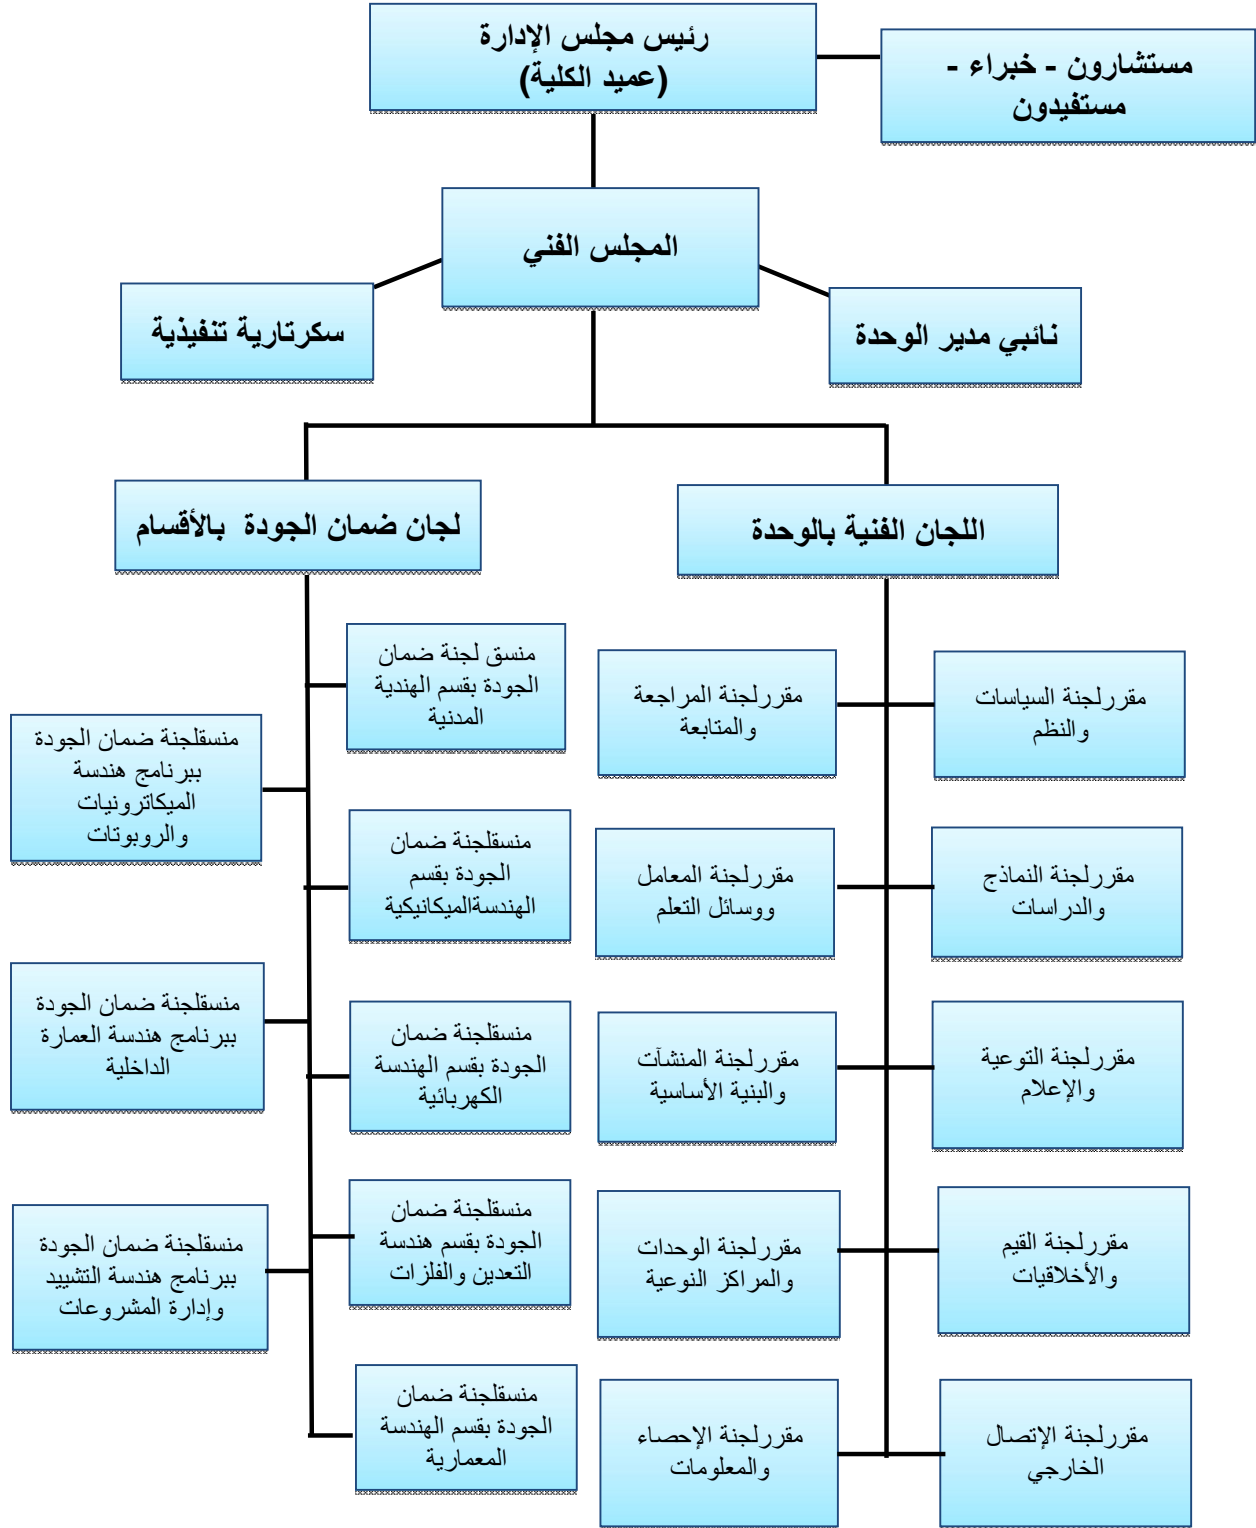 رئيس مجلس الإدارة
(عميد الكلية)
مستشارون - خبراء -
مستفيدون
المجلس الفني
نائبي مدير الوحدة
سكرتارية تنفيذية
اللجان الفنية بالوحدة
لجان ضمان الجودة بالأقسام
مقررلجنة السياسات
والنظم
مقررلجنة المراجعة
والمتابعة
مقررلجنة النماذج
والدراسات
مقررلجنة المعامل
ووسائل التعلم
مقررلجنة التوعية
والإعلام
مقررلجنة المنشآت
والبنية الأساسية
مقررلجنة القيم
والأخلاقيات
مقررلجنة الوحدات
والمراكز النوعية
مقررلجنة الإتصال
الخارجي
مقررلجنة الإحصاء
والمعلومات
منسق لجنة ضمان
الجودة بقسم الهندية
المدنية
منسقلجنة ضمان
الجودة بقسم
الهندسةالميكانيكية
منسقلجنة ضمان
الجودة بقسم الهندسة
الكهربائية
منسقلجنة ضمان
الجودة بقسم هندسة
التعدين والفلزات
منسقلجنة ضمان
الجودة بقسم الهندسة
المعمارية
منسقلجنة ضمان الجودة
ببرنامج هندسة
الميكاترونيات
والروبوتات
منسقلجنة ضمان الجودة
ببرنامج هندسة العمارة
الداخلية
منسقلجنة ضمان الجودة
ببرنامج هندسة التشييد
وإدارة المشروعات